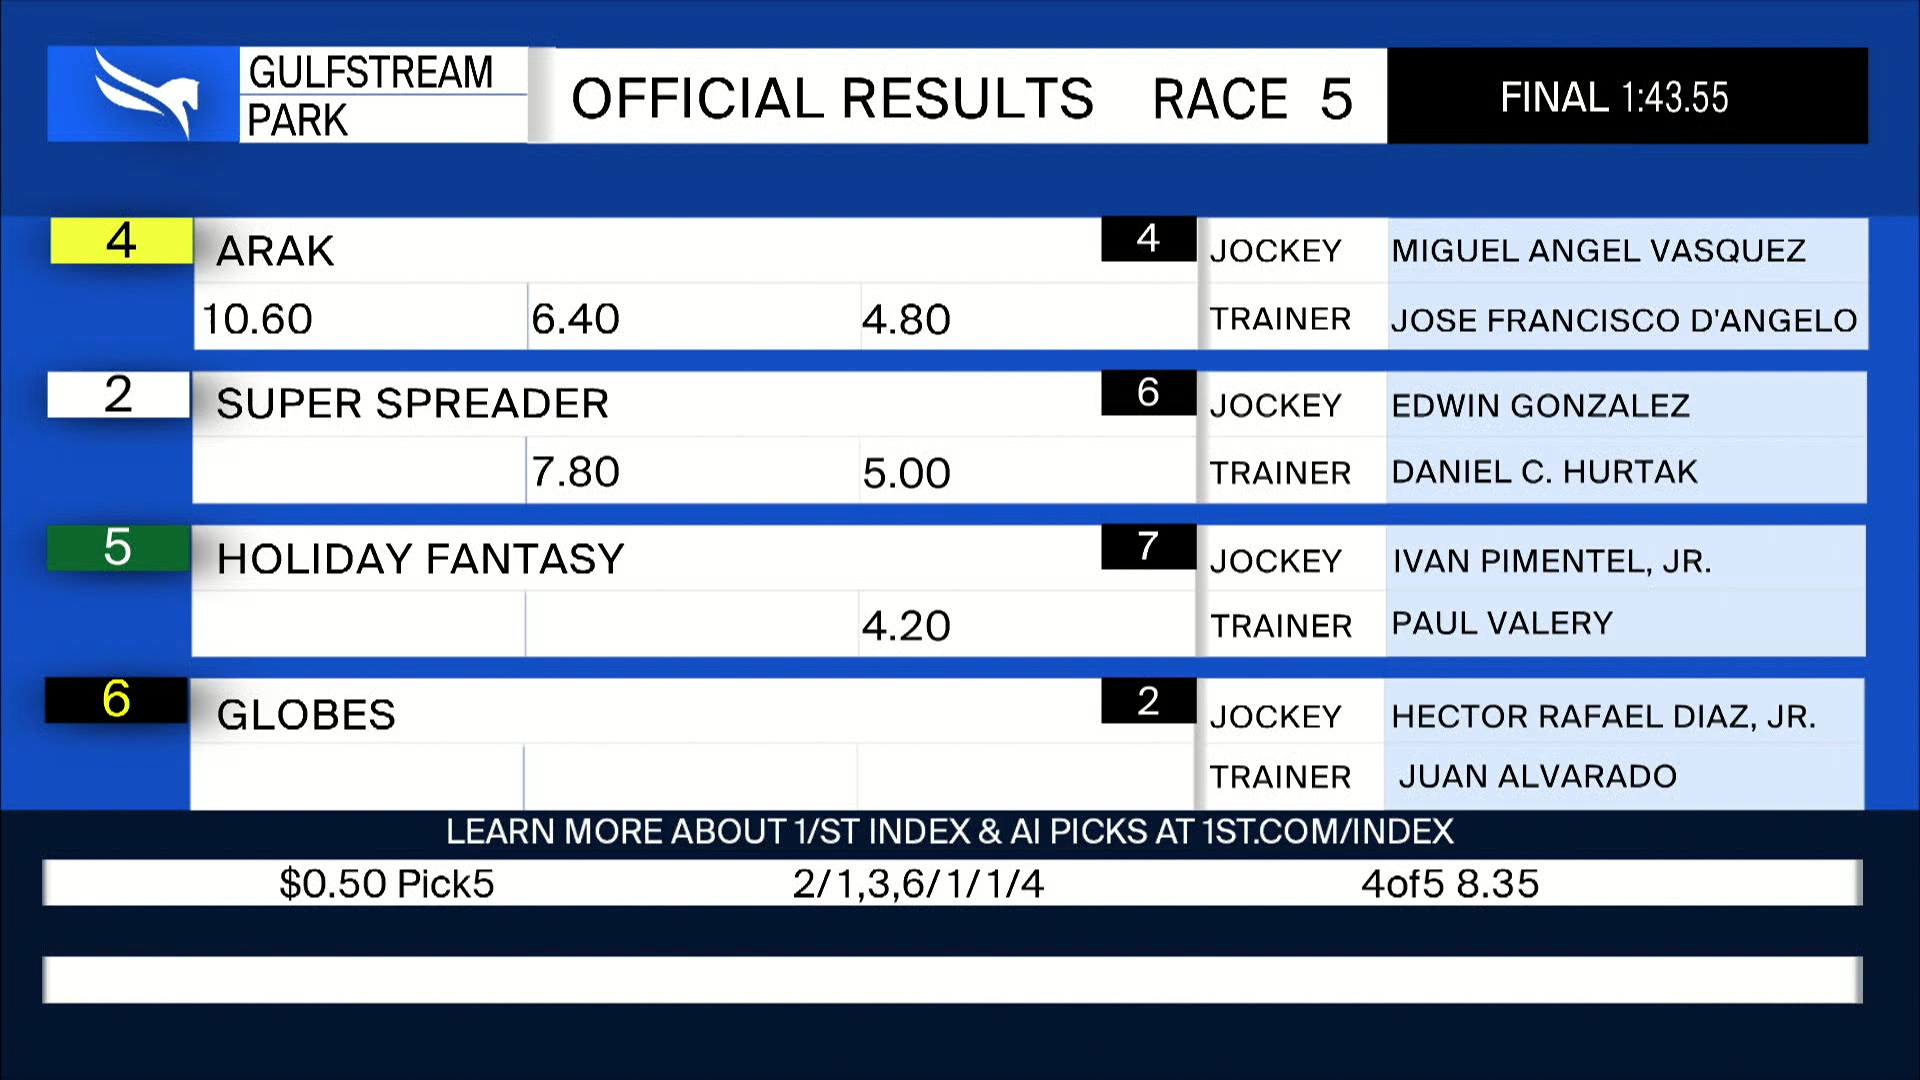 GULFSTREAM
PARK
OFFICIAL RESULTS RACE 5
FINAL 1:43.55
4 ARAK 4 JOCKEY MIGUEL ANGEL VASQUEZ
10.60 6.40 4.80 TRAINER JOSE FRANCISCO D'ANGELO
2 SUPER SPREADER 6 JOCKEY EDWIN GONZALEZ
7.80 5.00 TRAINER DANIEL C. HURTAK
5 HOLIDAY FANTASY 7 JOCKEY IVAN PIMENTEL, JR.
4.20 TRAINER PAUL VALERY
6 GLOBES 2 JOCKEY HECTOR RAFAEL DIAZ, JR.
TRAINER JUAN ALVARADO
LEARN MORE ABOUT 1/ST INDEX & AI PICKS AT 1ST.COM/INDEX
$0.50 Pick5 2/1,3,6/1/1/4 4of5 8.35